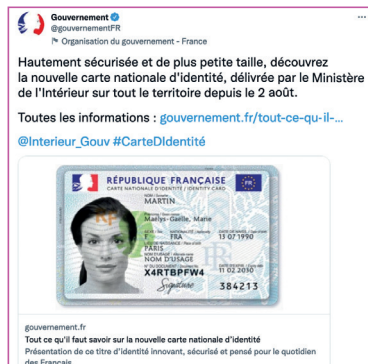 Gouvernement
@gouvernementFR
Organisation du gouvernement - France
Hautement sécurisée et de plus petite taille, découvrez
la nouvelle carte nationale d'identité, délivrée par le Ministère
de l'Intérieur sur tout le territoire depuis le 2 août.
Toutes les informations : gouvernement.fr/tout-ce-qu-il-...
@Interieur_Gouv #CarteDIdentité
RÉPUBLIQUE FRANÇAISE
FR
CARTE NATIONALE D'IDENTITÉ / IDENTITY CARD
MARTIN
Maëlys-Gaëlle, Marie
F FRA 13 07 1990
PARIS
NOM D'USAGE
X4RTBPFW4 11 02 2030
384213
gouvernement.fr
Tout ce qu'il faut savoir sur la nouvelle carte nationale d'identité
Présentation de ce titre d'identité innovant, sécurisé et pensé pour le quotidien
des Français